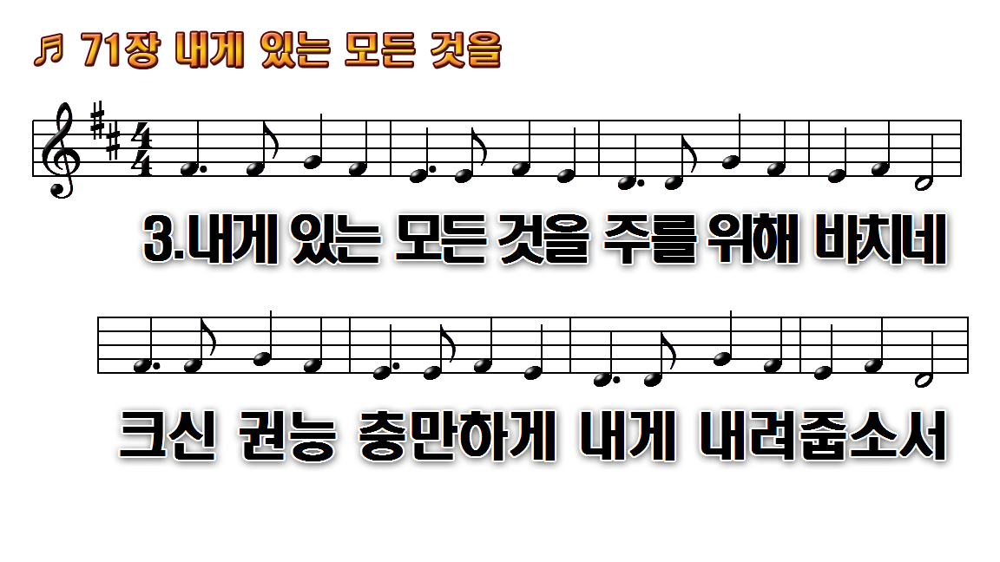 71장 내게 있는 모든 것을
3.내게 있는 모든 것을 주를 위해 바치네
크신 권능 충만하게 내게 내려줍소서